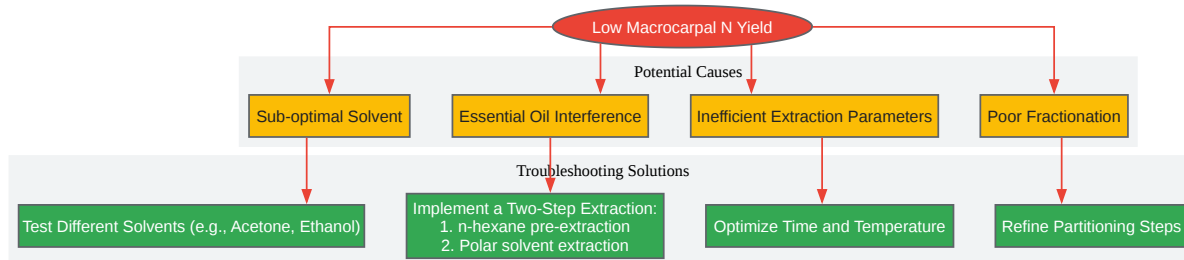 Low Macrocarpal N Yield
Potential Causes
Sub-optimal Solvent
Essential Oil Interference
Inefficient Extraction Parameters
Poor Fractionation
Troubleshooting Solutions
Test Different Solvents (e.g., Acetone, Ethanol)
Implement a Two-Step Extraction:
1. n-hexane pre-extraction
2. Polar solvent extraction
Optimize Time and Temperature
Refine Partitioning Steps